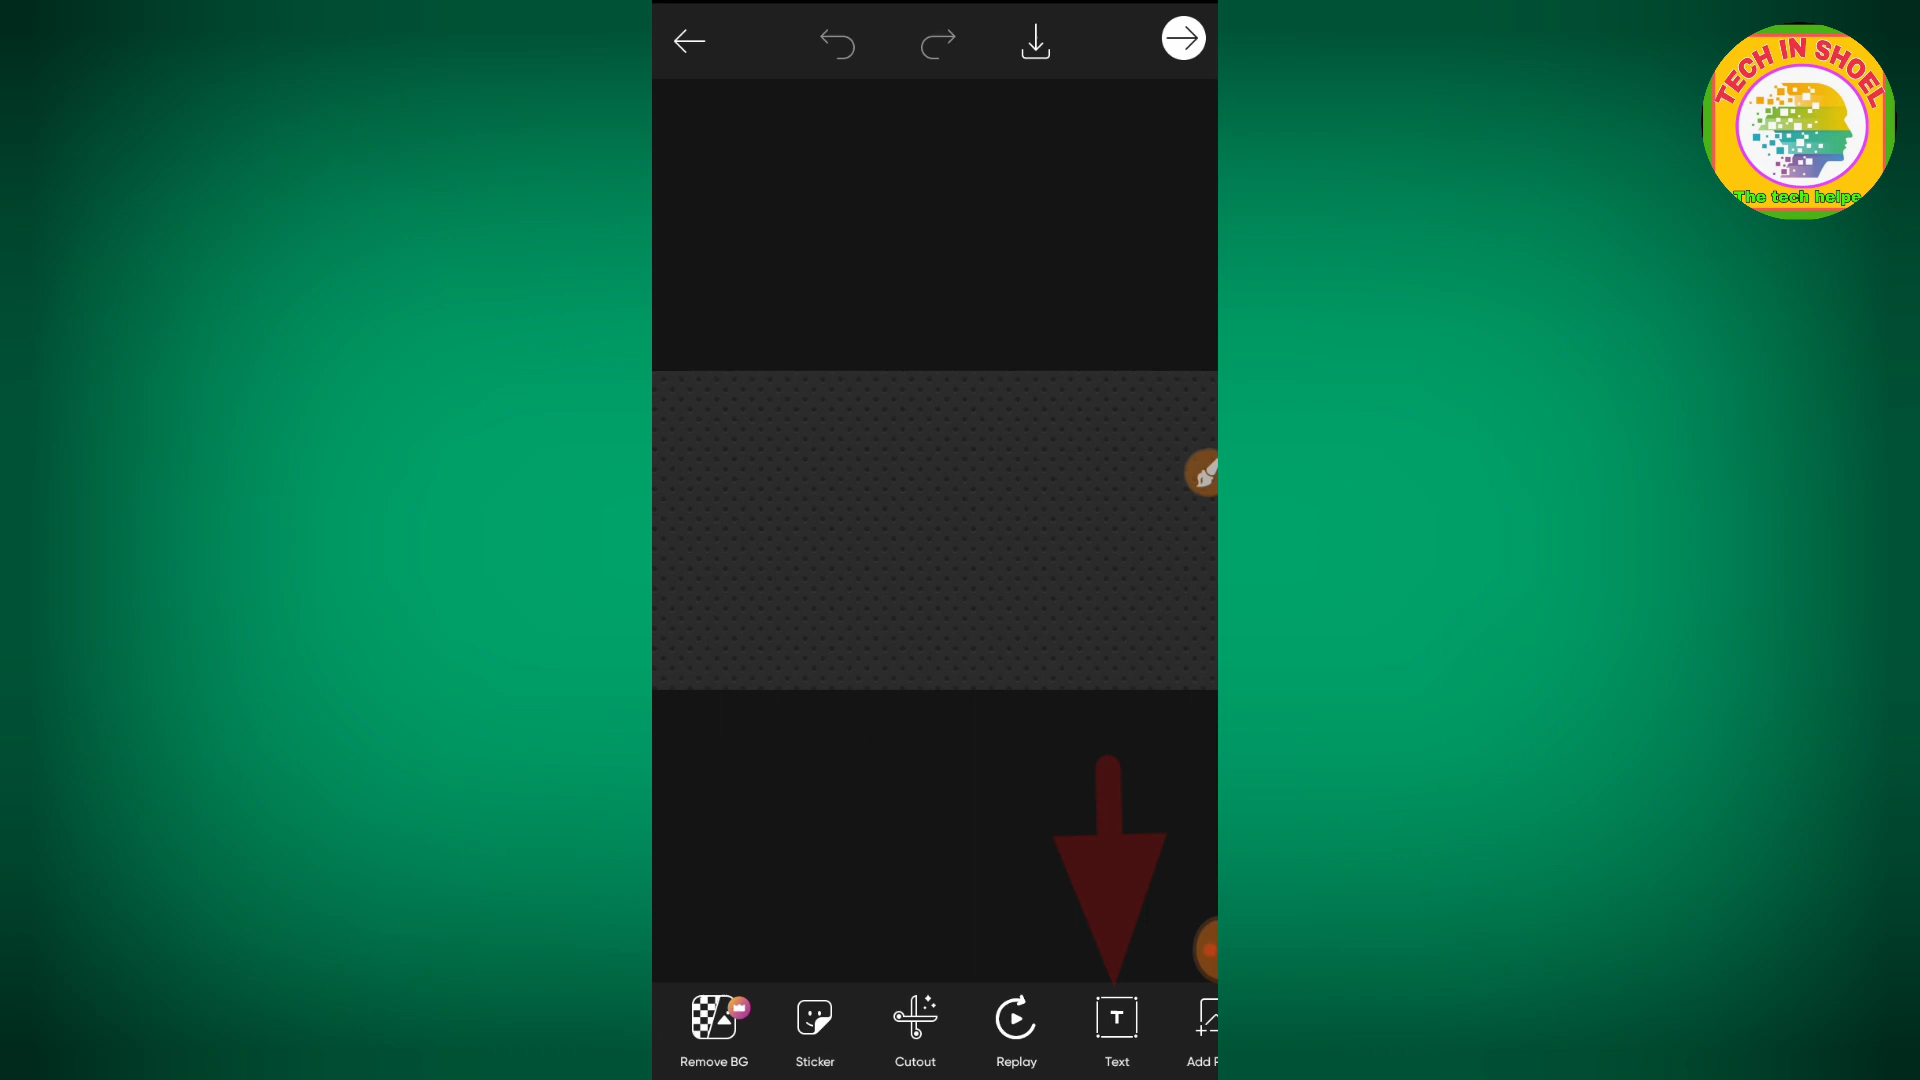 TECH IN SHOEL
The tech helpe
Remove BG
Sticker
Cutout
Replay
T
Text
Add